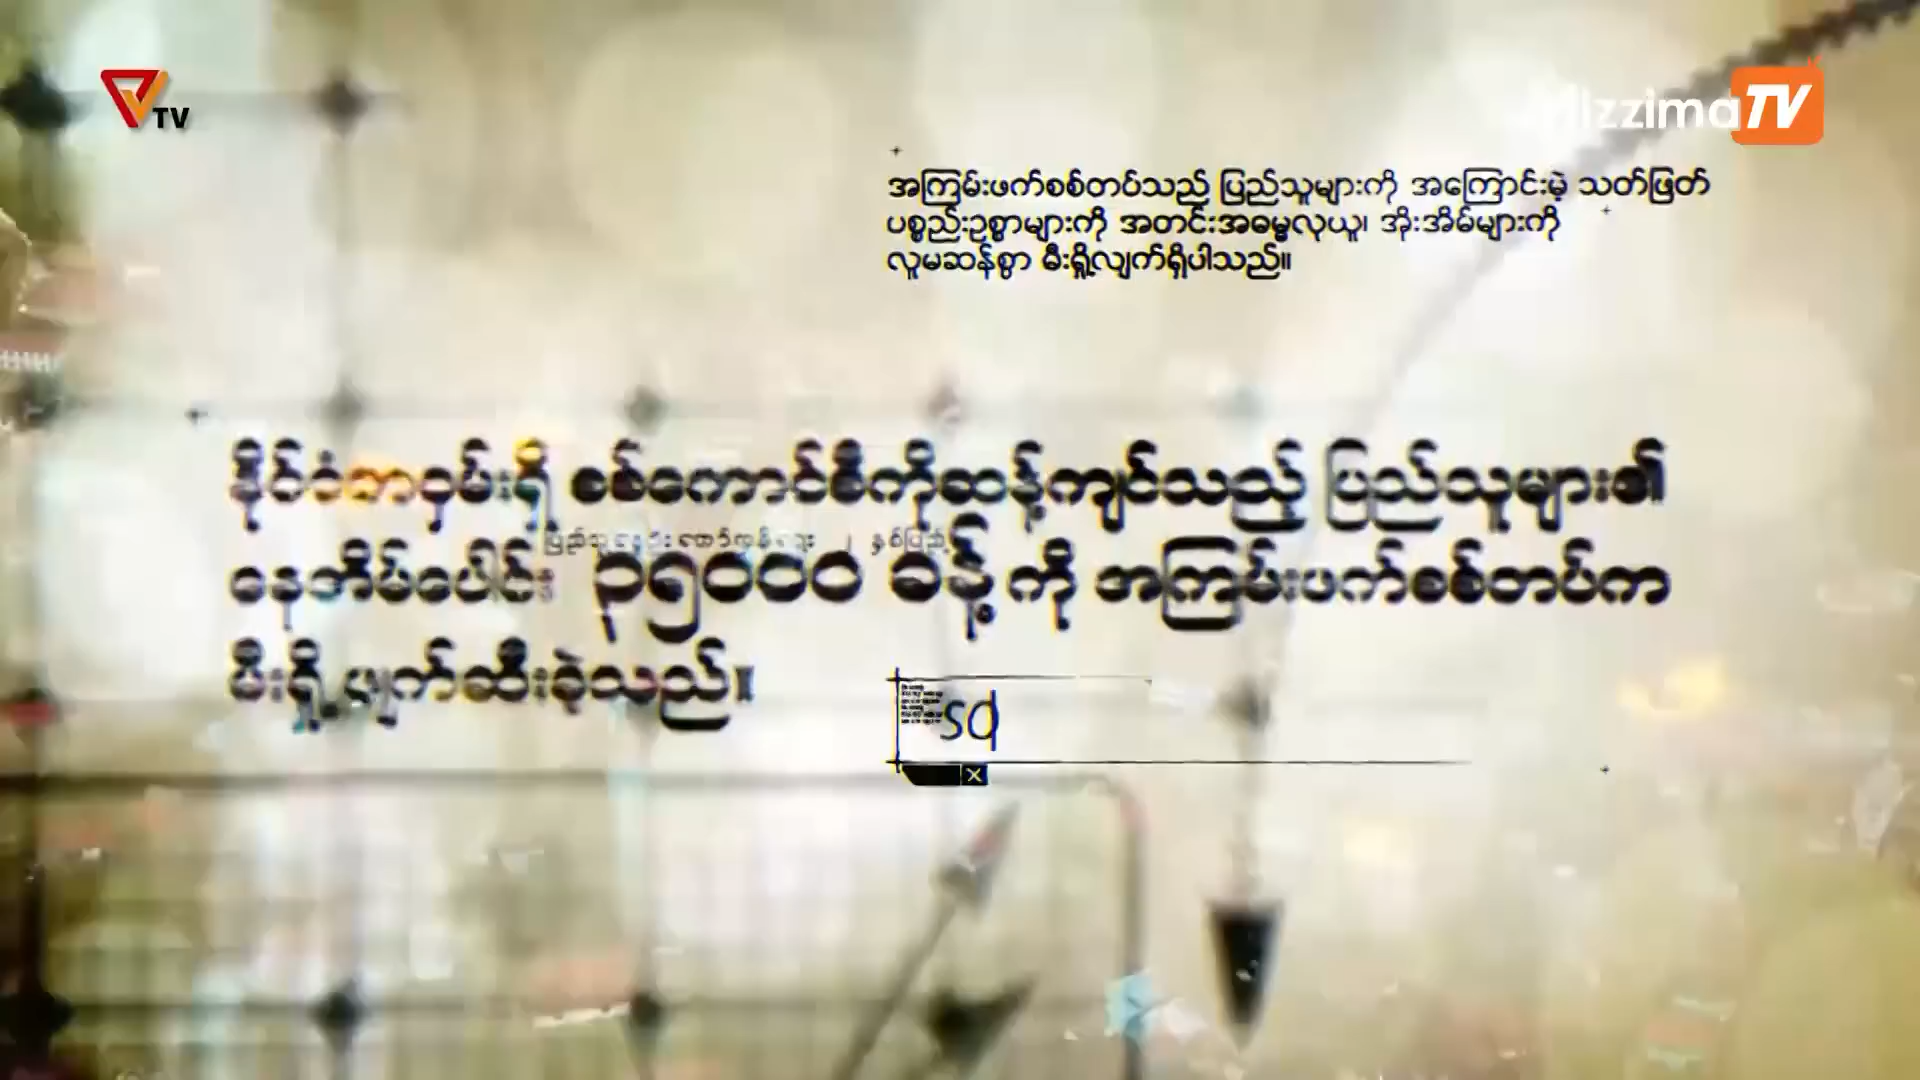 TV
MizzimaTV
အကြမ်းဖက်စစ်တပ်သည် ပြည်သူများကို အကြောင်းမဲ့ သတ်ဖြတ်
ပစ္စည်းဥစ္စာများကို အတင်းအဓမ္မလုယူ၊ အိုးအိမ်များကို
လူမဆန်စွာ မီးရှို့လျက်ရှိပါသည်။
နိုင်ငံတဝှမ်းရှိ စစ်ကောင်စီကိုဆန့်ကျင်သည့် ပြည်သူများ၏
နေအိမ်ပေါင်း ၃၅၀၀၀ ခန့်ကို အကြမ်းဖက်စစ်တပ်က
မီးရှို့ ဖျက်ဆီးခဲ့သည်။